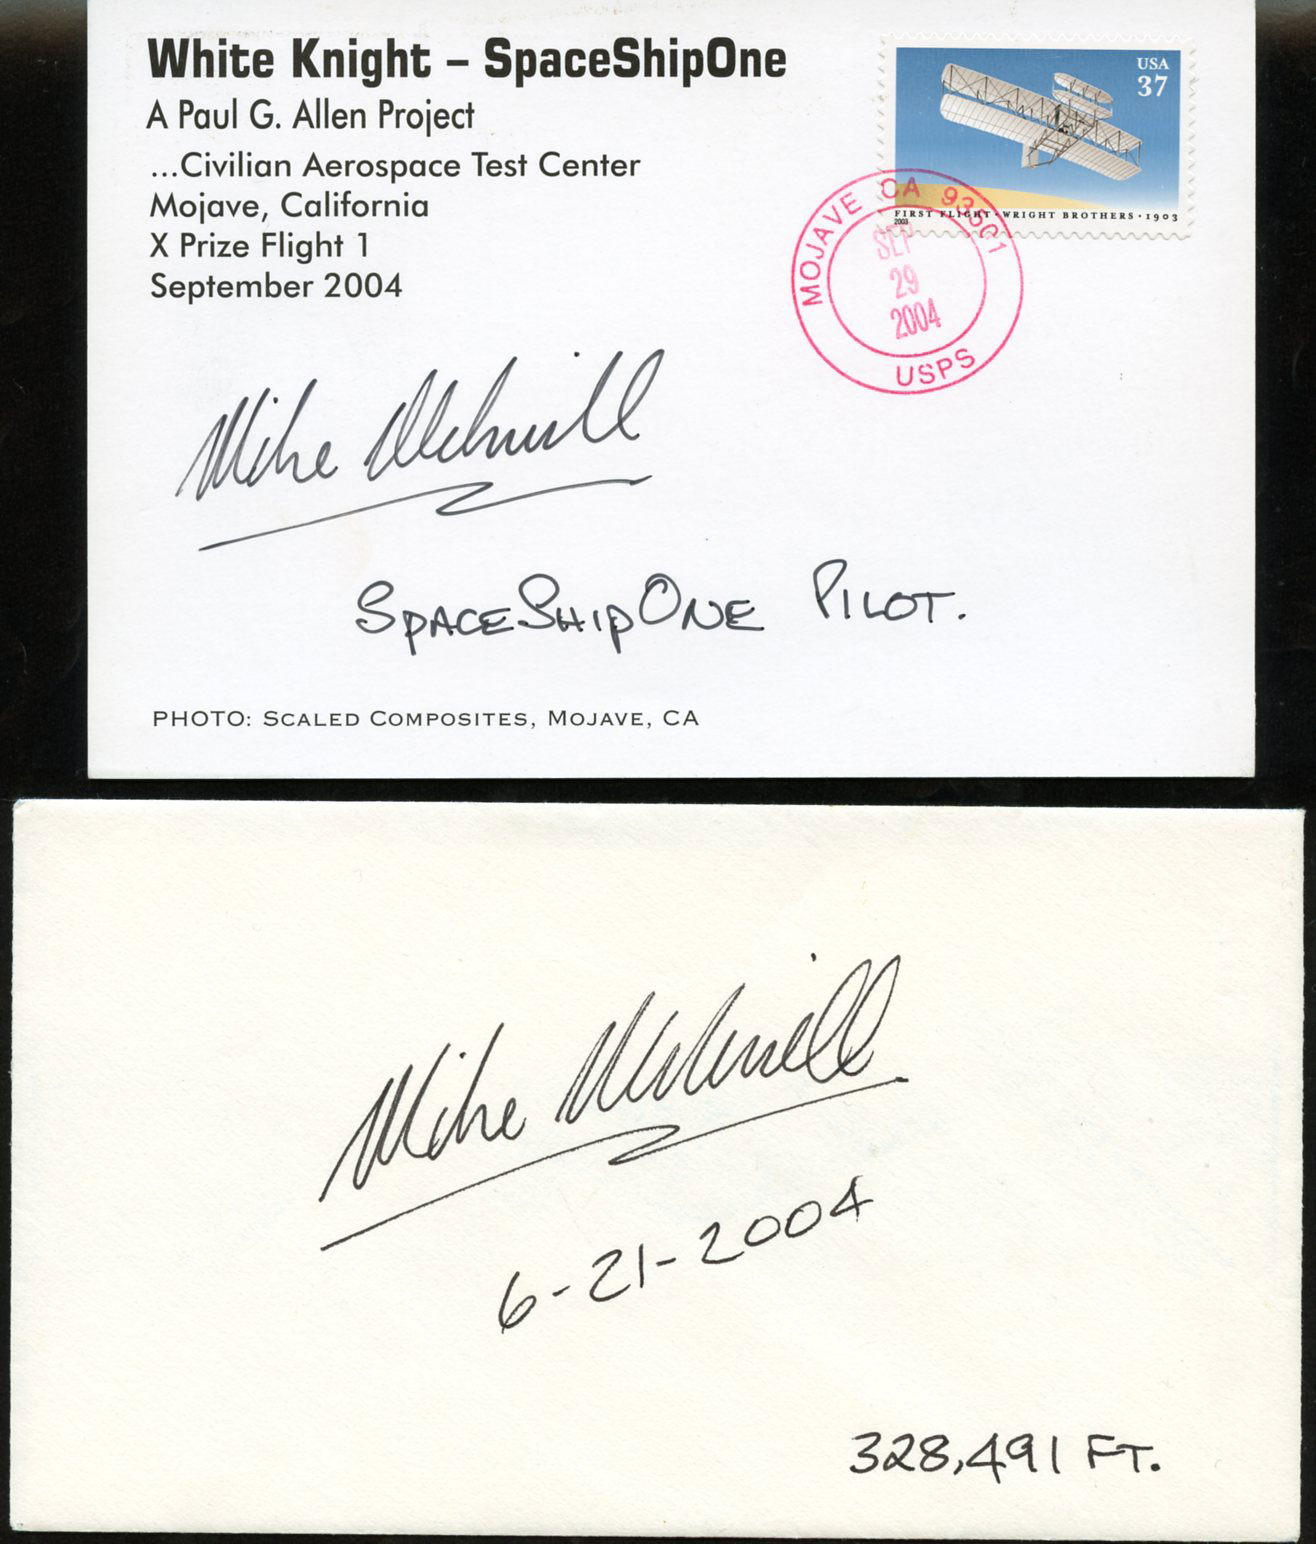 White Knight – SpaceShipOne
A Paul G. Allen Project
...Civilian Aerospace Test Center
Mojave, California
X Prize Flight 1
September 2004
USA
37
FIRST FLIGHT • WRIGHT BROTHERS • 1903
2003
MOJAVE CA 93501
SEP
29
2004
USPS
Mike Melvill
SPACESHIPONE PILOT.
PHOTO: SCALED COMPOSITES, MOJAVE, CA
Mike Melvill
6-21-2004
328,491 FT.